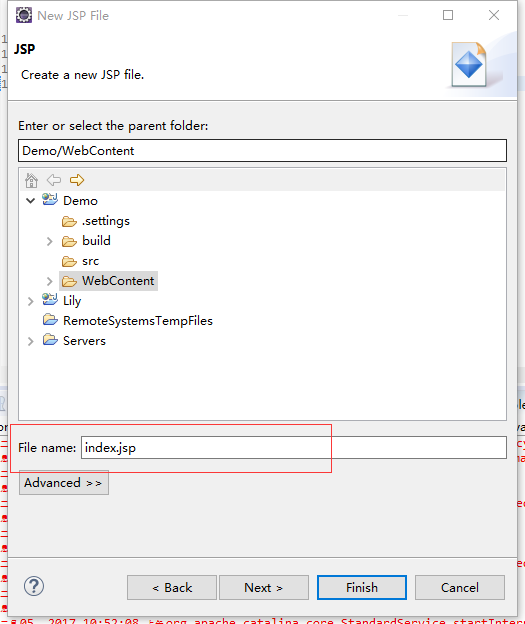 New JSP File
JSP
Create a new JSP file.
Enter or select the parent folder:
Demo/WebContent
Demo
.settings
build
src
WebContent
Lily
RemoteSystemsTempFiles
Servers
File name: index.jsp
Advanced >>
< Back Next > Finish Cancel
05, 2017 10:52:08 上午 org.apache.catalina.core.StandardService startInter